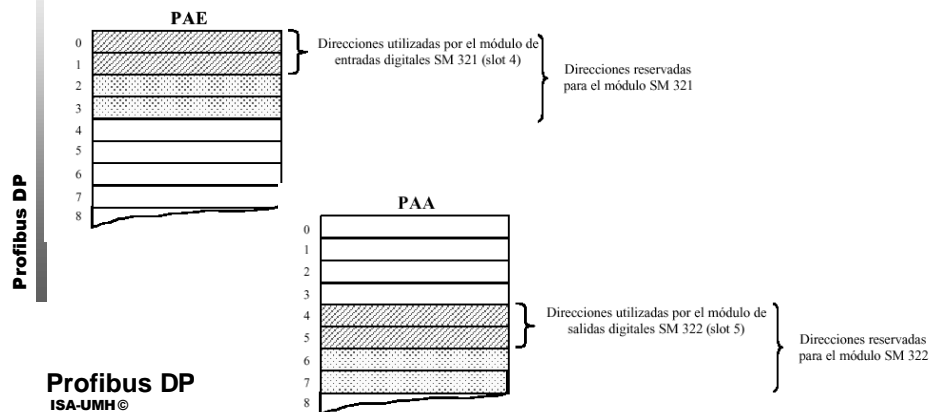 PAE
0
1
2
3
4
5
6
7
8
Direcciones utilizadas por el módulo de
entradas digitales SM 321 (slot 4)
Direcciones reservadas
para el módulo SM 321
Profibus DP
PAA
0
1
2
3
4
5
6
7
8
Direcciones utilizadas por el módulo de
salidas digitales SM 322 (slot 5)
Direcciones reservadas
para el módulo SM 322
Profibus DP
ISA-UMH©